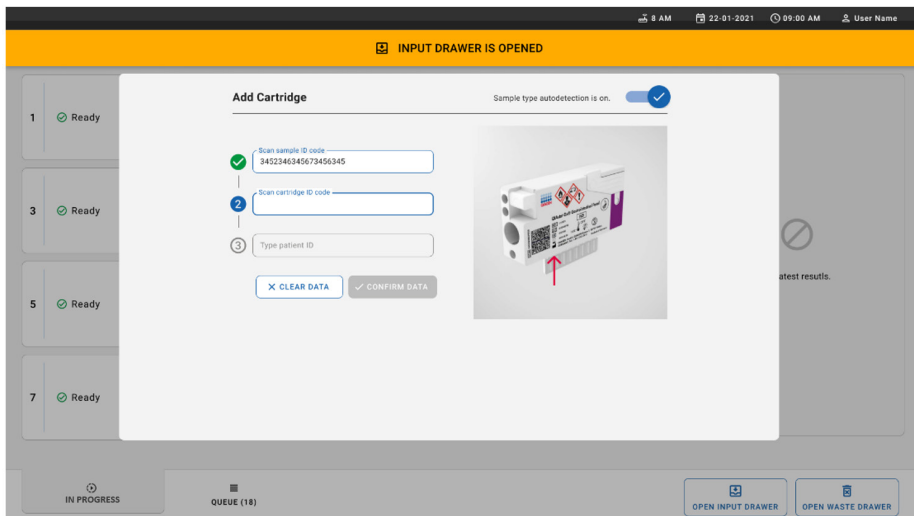 8 AM 22-01-2021 09:00 AM User Name
INPUT DRAWER IS OPENED
Add Cartridge
Sample type autodetection is on.
1 Ready
3 Ready
5 Ready
7 Ready
Scan sample ID code
3452346345673456345
2
Scan cartridge ID code
3 Type patient ID
CLEAR DATA CONFIRM DATA
atest resutls.
IN PROGRESS
QUEUE (18)
OPEN INPUT DRAWER
OPEN WASTE DRAWER